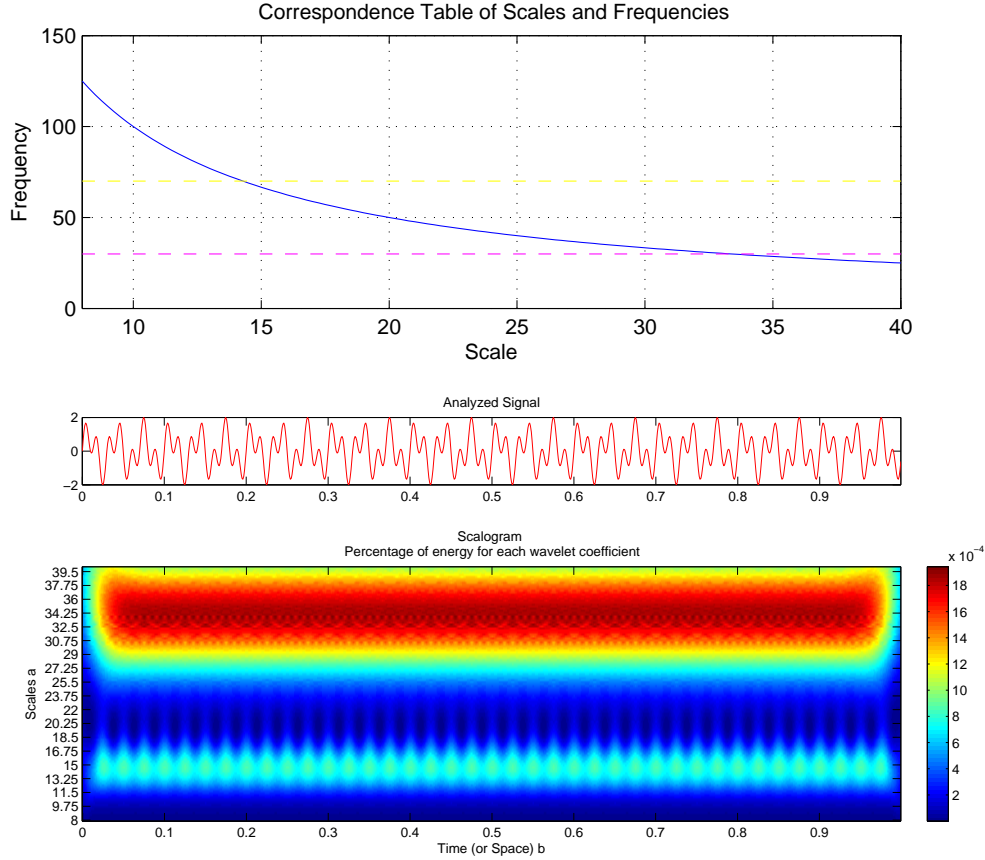 Correspondence Table of Scales and Frequencies
150
100
50
0
Frequency
10 15 20 25 30 35 40
Scale
Analyzed Signal
2
0
−2
0 0.1 0.2 0.3 0.4 0.5 0.6 0.7 0.8 0.9
Scalogram
Percentage of energy for each wavelet coefficient
x 10⁻⁴
39.5
37.75
36
34.25
32.5
30.75
29
27.25
25.5
23.75
22
20.25
18.5
16.75
15
13.25
11.5
9.75
8
Scales a
18
16
14
12
10
8
6
4
2
0 0.1 0.2 0.3 0.4 0.5 0.6 0.7 0.8 0.9
Time (or Space) b